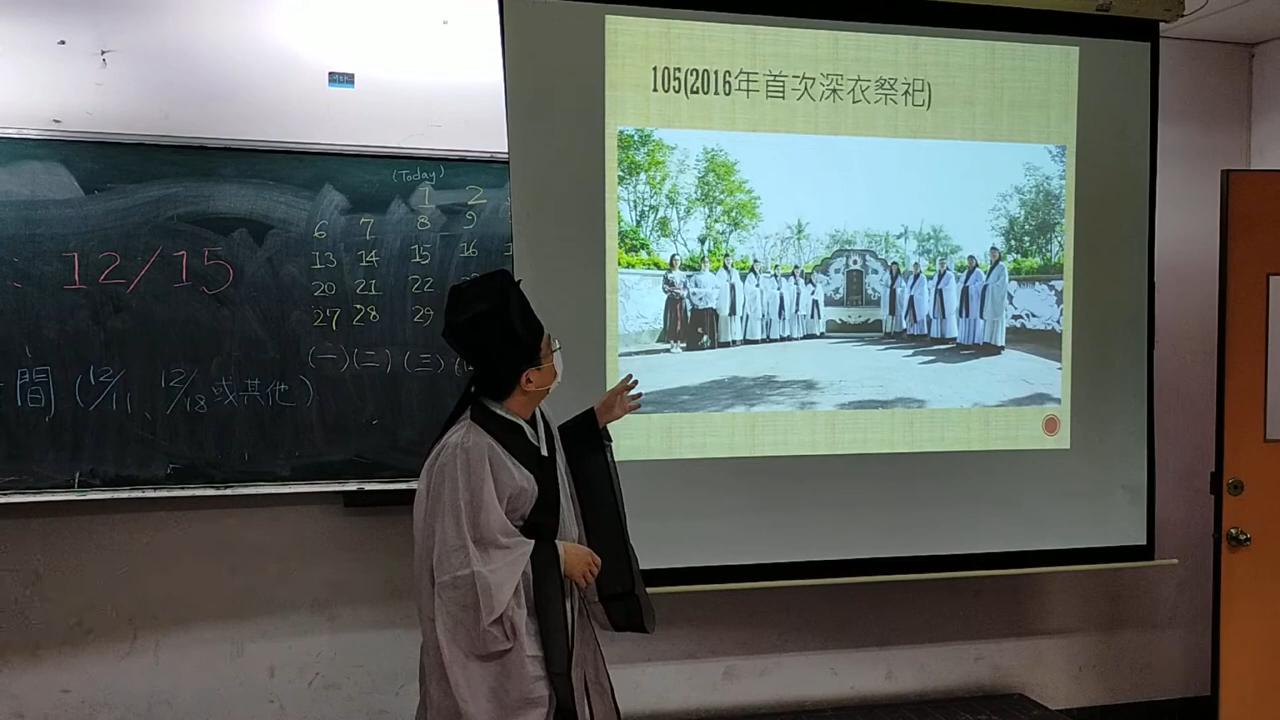 105(2016年首次深衣祭祀)
(Today)
1 2
6 7 8 9
12/15
13 14 15 16
20 21 22
27 28 29
(一)(二)(三)
間(12/11、12/18或其他)